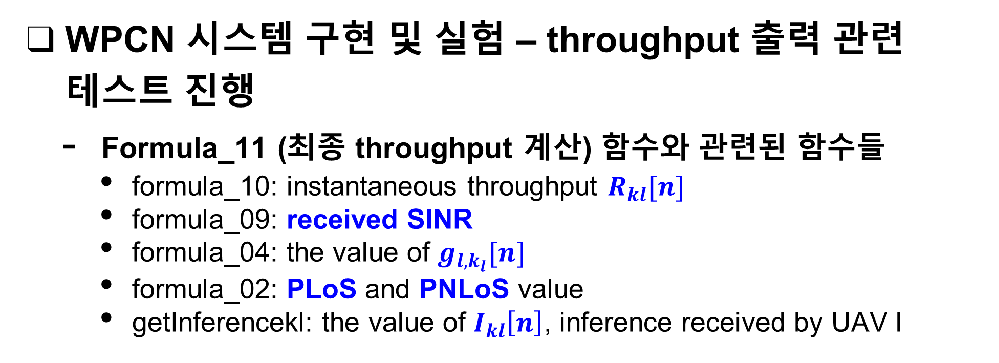 ❑ WPCN 시스템 구현 및 실험 – throughput 출력 관련
테스트 진행
- Formula_11 (최종 throughput 계산) 함수와 관련된 함수들
• formula_10: instantaneous throughput R_{kl}[n]
• formula_09: received SINR
• formula_04: the value of g_{l,k_l}[n]
• formula_02: PLoS and PNLoS value
• getInferencekl: the value of I_{kl}[n], inference received by UAV l